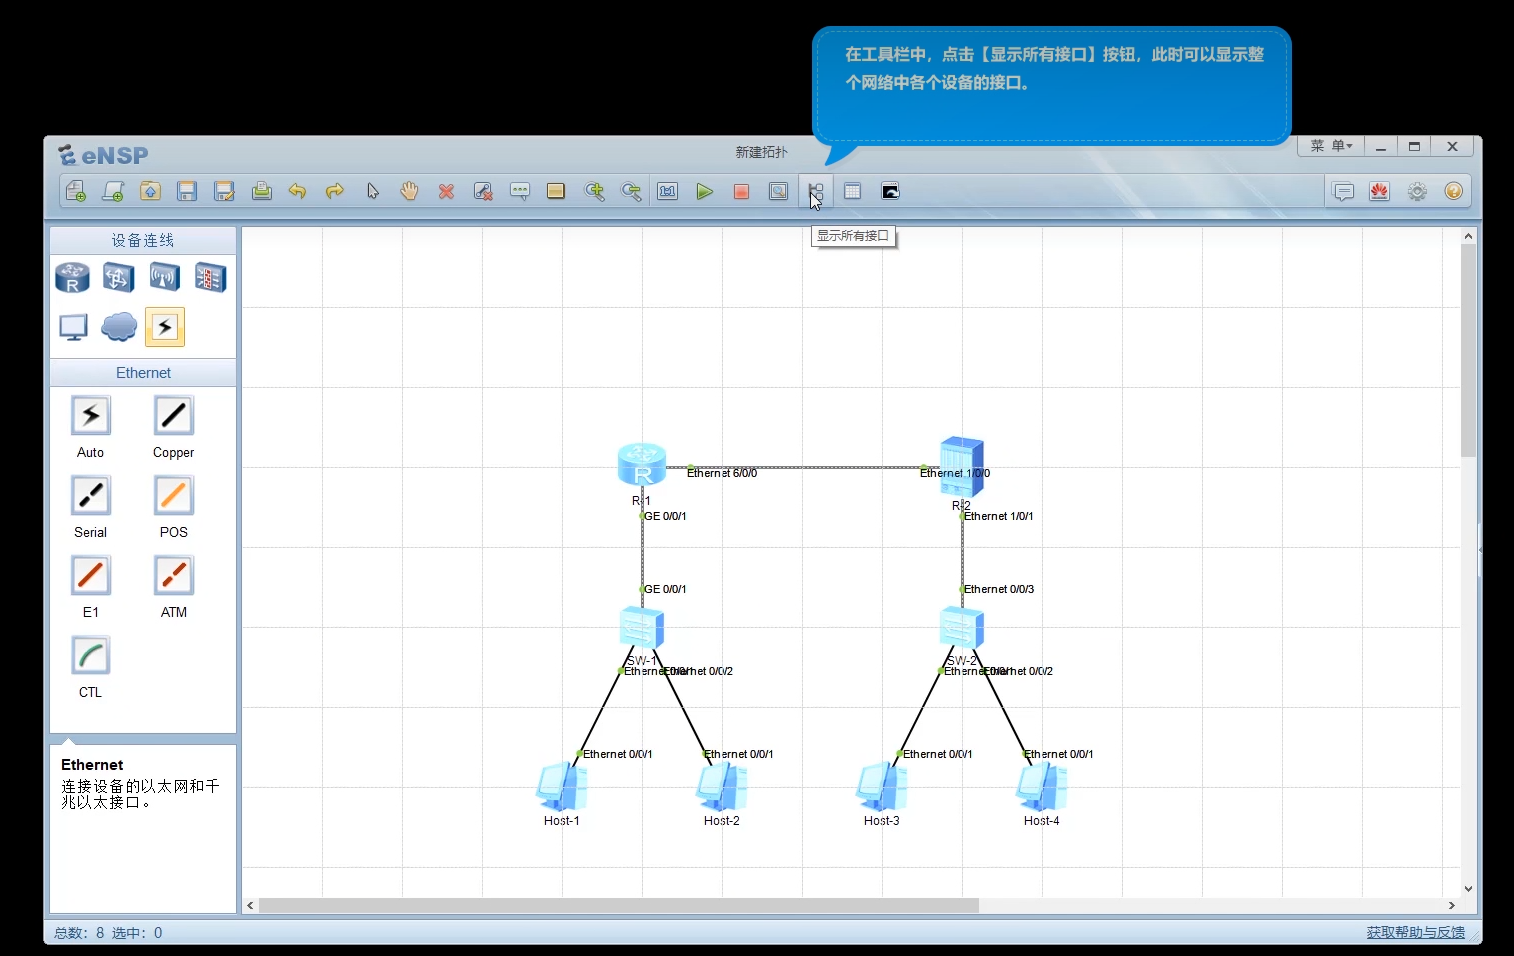 在工具栏中，点击【显示所有接口】按钮，此时可以显示整
个网络中各个设备的接口。
eNSP
新建拓扑
菜 单
1:1
显示所有接口
设备连线
R
Ethernet
Auto
Copper
Serial
POS
E1
ATM
CTL
Ethernet
连接设备的以太网和千
兆以太接口。
R
Ethernet 6/0/0
Ethernet 1/0/0
R-1
R-2
GE 0/0/1
Ethernet 1/0/1
GE 0/0/1
Ethernet 0/0/3
SW-1
SW-2
Ethernet 0/0/1
Ethernet 0/0/2
Ethernet 0/0/1
Ethernet 0/0/2
Ethernet 0/0/1
Ethernet 0/0/1
Ethernet 0/0/1
Ethernet 0/0/1
Host-1
Host-2
Host-3
Host-4
总数：8 选中：0
获取帮助与反馈